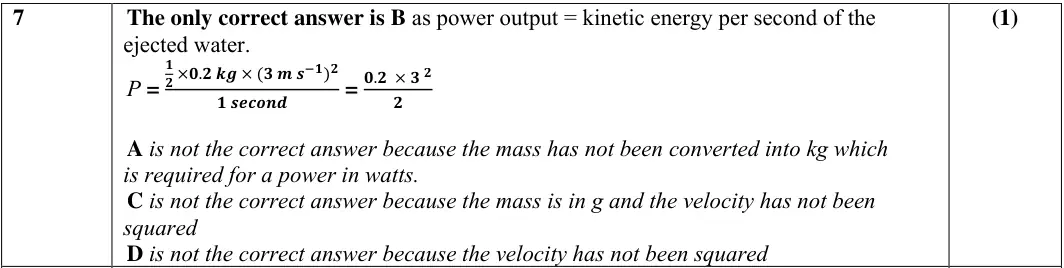 7 The only correct answer is B as power output = kinetic energy per second of the (1)
ejected water.
P = ½ ×0.2 kg × (3 m s⁻¹)² / 1 second = 0.2 × 3² / 2
A is not the correct answer because the mass has not been converted into kg which
is required for a power in watts.
C is not the correct answer because the mass is in g and the velocity has not been
squared
D is not the correct answer because the velocity has not been squared